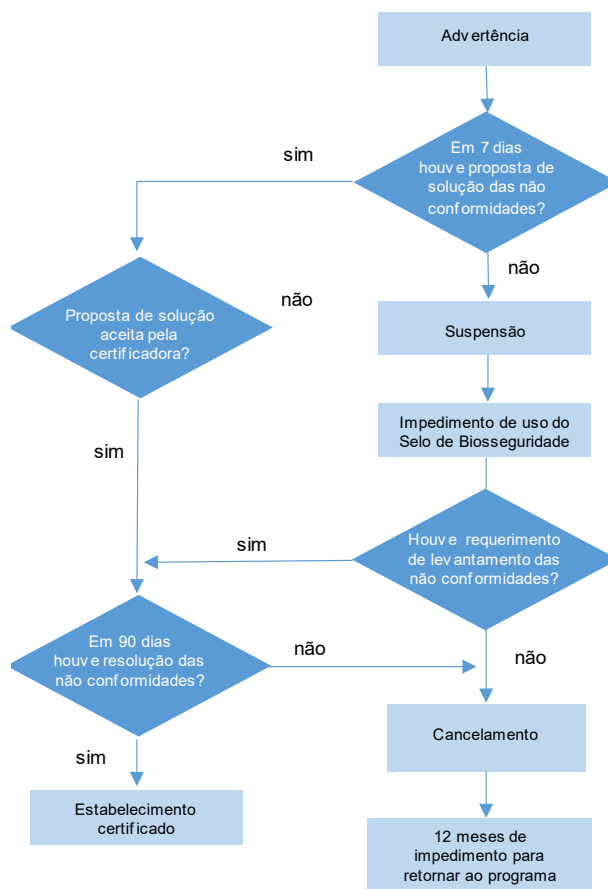 Advertência
Em 7 dias
houve proposta de
solução das não
conformidades?
sim
não
Proposta de solução
aceita pela
certificadora?
não
Suspensão
Impedimento de uso do
Selo de Biosseguridade
sim
Houve requerimento
de levantamento das
não conformidades?
sim
Em 90 dias
houve resolução das
não conformidades?
não
não
sim
Cancelamento
Estabelecimento
certificado
12 meses de
impedimento para
retornar ao programa